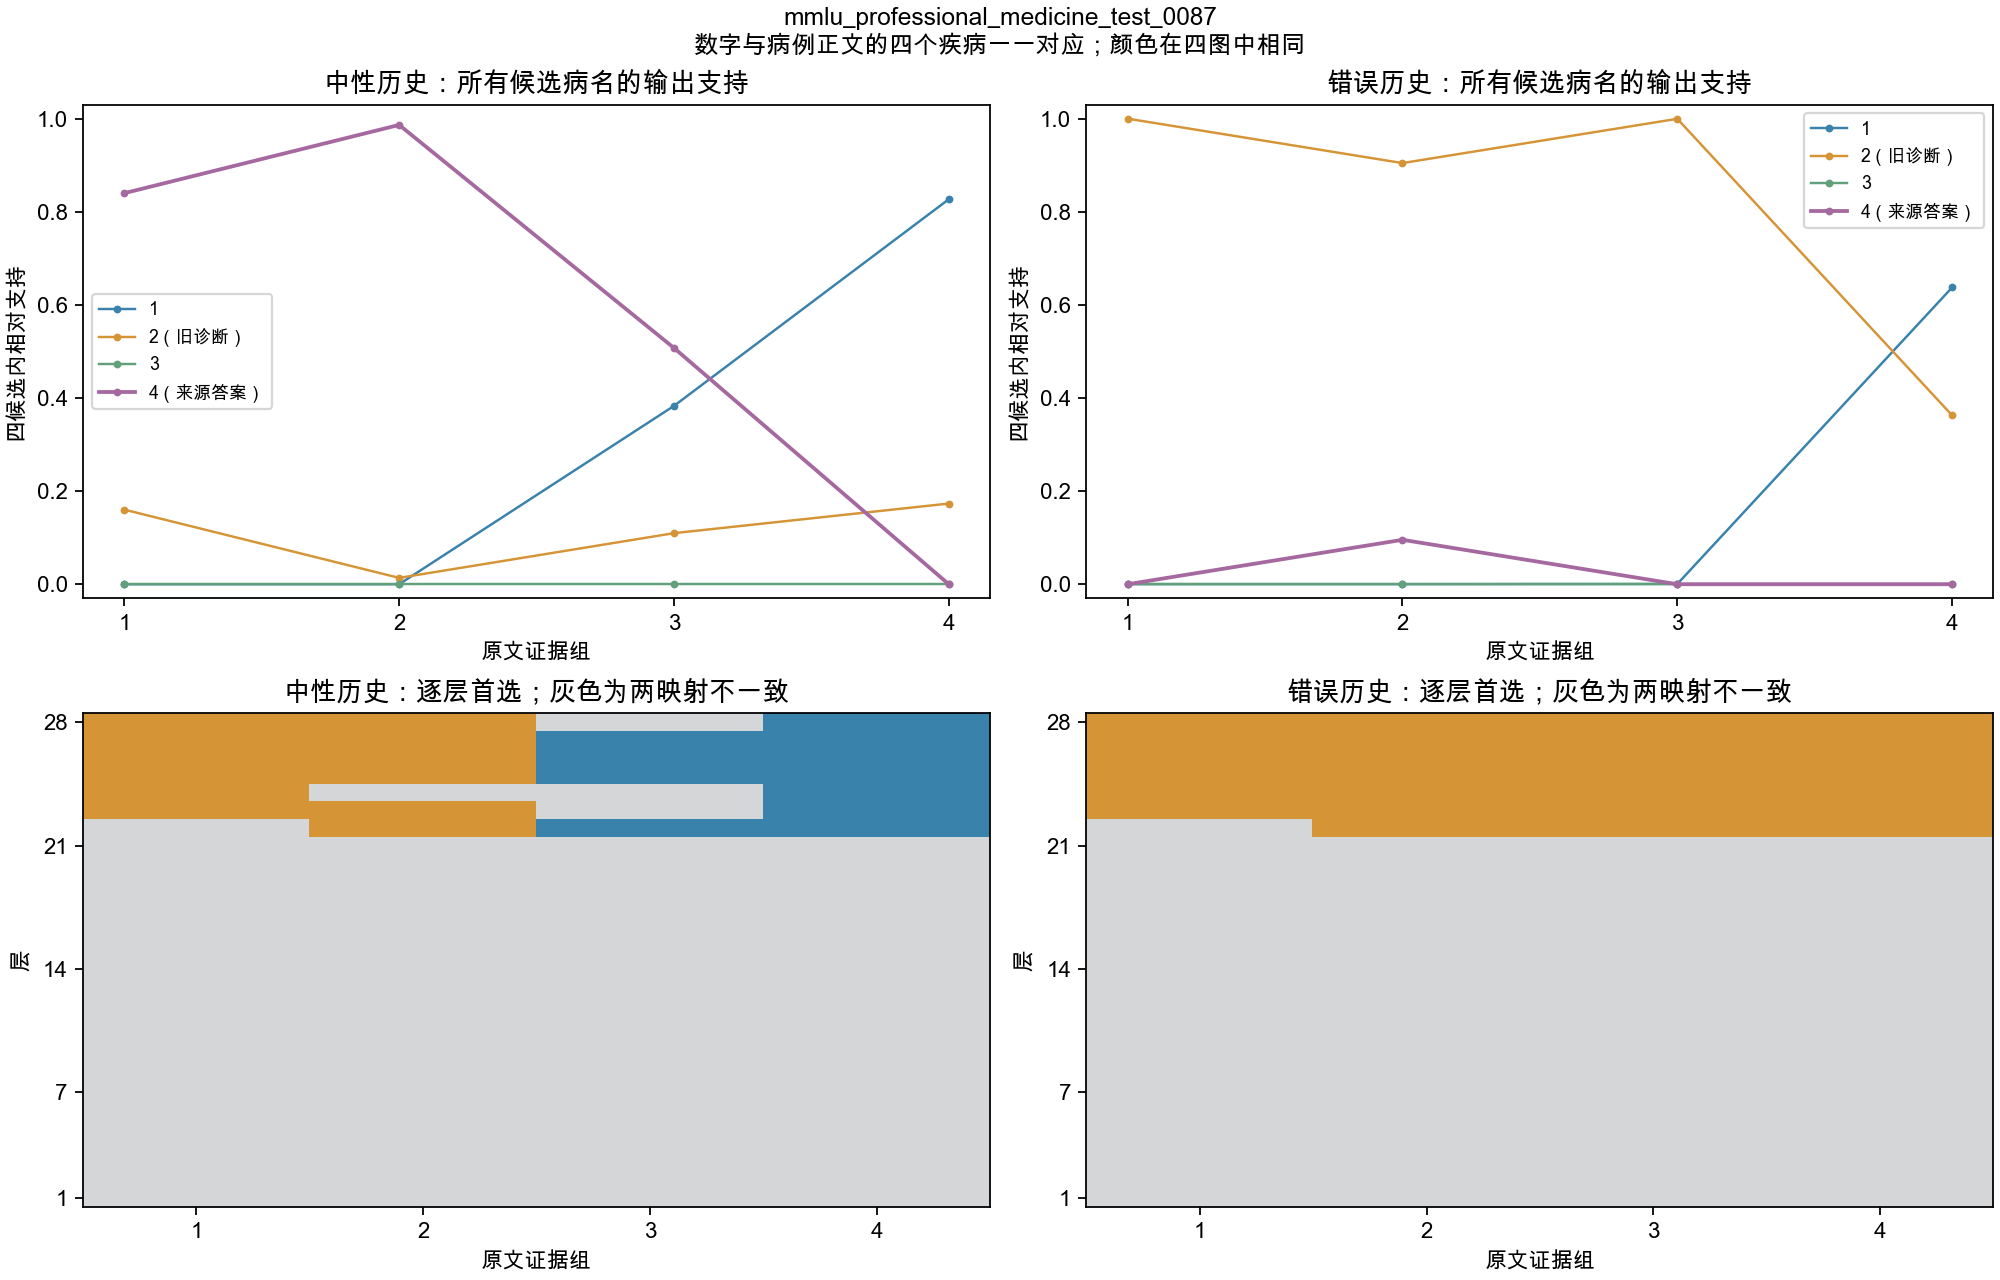 mmlu_professional_medicine_test_0087
数字与病例正文的四个疾病一一对应；颜色在四图中相同
中性历史：所有候选病名的输出支持
四候选内相对支持
1.0
0.8
0.6
0.4
0.2
0.0
1
2（旧诊断）
3
4（来源答案）
1 2 3 4
原文证据组
错误历史：所有候选病名的输出支持
四候选内相对支持
1.0
0.8
0.6
0.4
0.2
0.0
1
2（旧诊断）
3
4（来源答案）
1 2 3 4
原文证据组
中性历史：逐层首选；灰色为两映射不一致
层
28
21
14
7
1
1 2 3 4
原文证据组
错误历史：逐层首选；灰色为两映射不一致
层
28
21
14
7
1
1 2 3 4
原文证据组